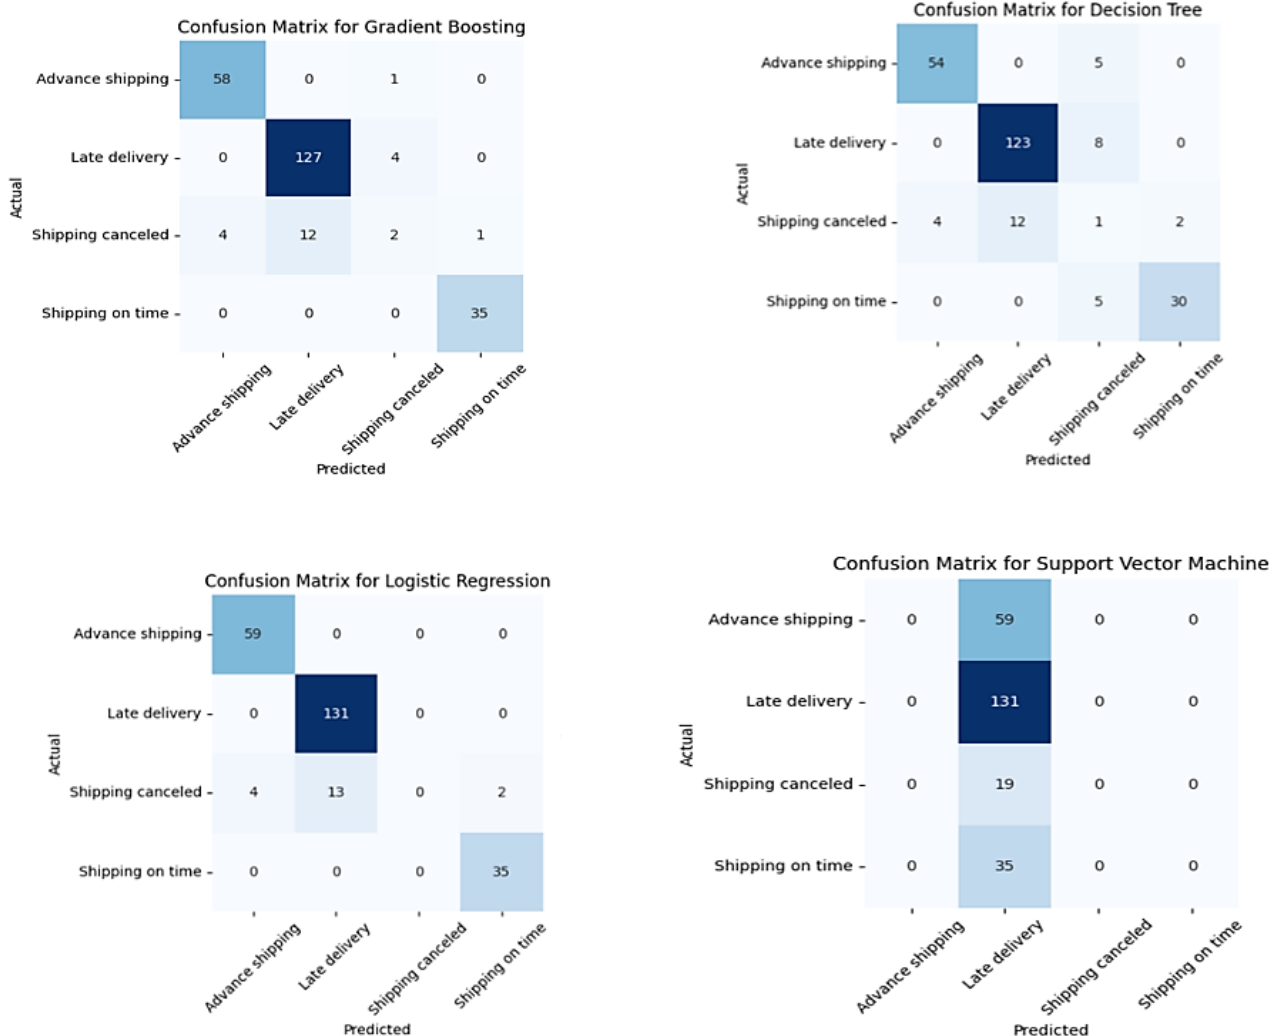 Confusion Matrix for Gradient Boosting
Actual
Advance shipping 58 0 1 0
Late delivery 0 127 4 0
Shipping canceled 4 12 2 1
Shipping on time 0 0 0 35
Advance shipping Late delivery Shipping canceled Shipping on time
Predicted
Confusion Matrix for Decision Tree
Actual
Advance shipping 54 0 5 0
Late delivery 0 123 8 0
Shipping canceled 4 12 1 2
Shipping on time 0 0 5 30
Advance shipping Late delivery Shipping canceled Shipping on time
Predicted
Confusion Matrix for Logistic Regression
Actual
Advance shipping 59 0 0 0
Late delivery 0 131 0 0
Shipping canceled 4 13 0 2
Shipping on time 0 0 0 35
Advance shipping Late delivery Shipping canceled Shipping on time
Predicted
Confusion Matrix for Support Vector Machine
Actual
Advance shipping 0 59 0 0
Late delivery 0 131 0 0
Shipping canceled 0 19 0 0
Shipping on time 0 35 0 0
Advance shipping Late delivery Shipping canceled Shipping on time
Predicted